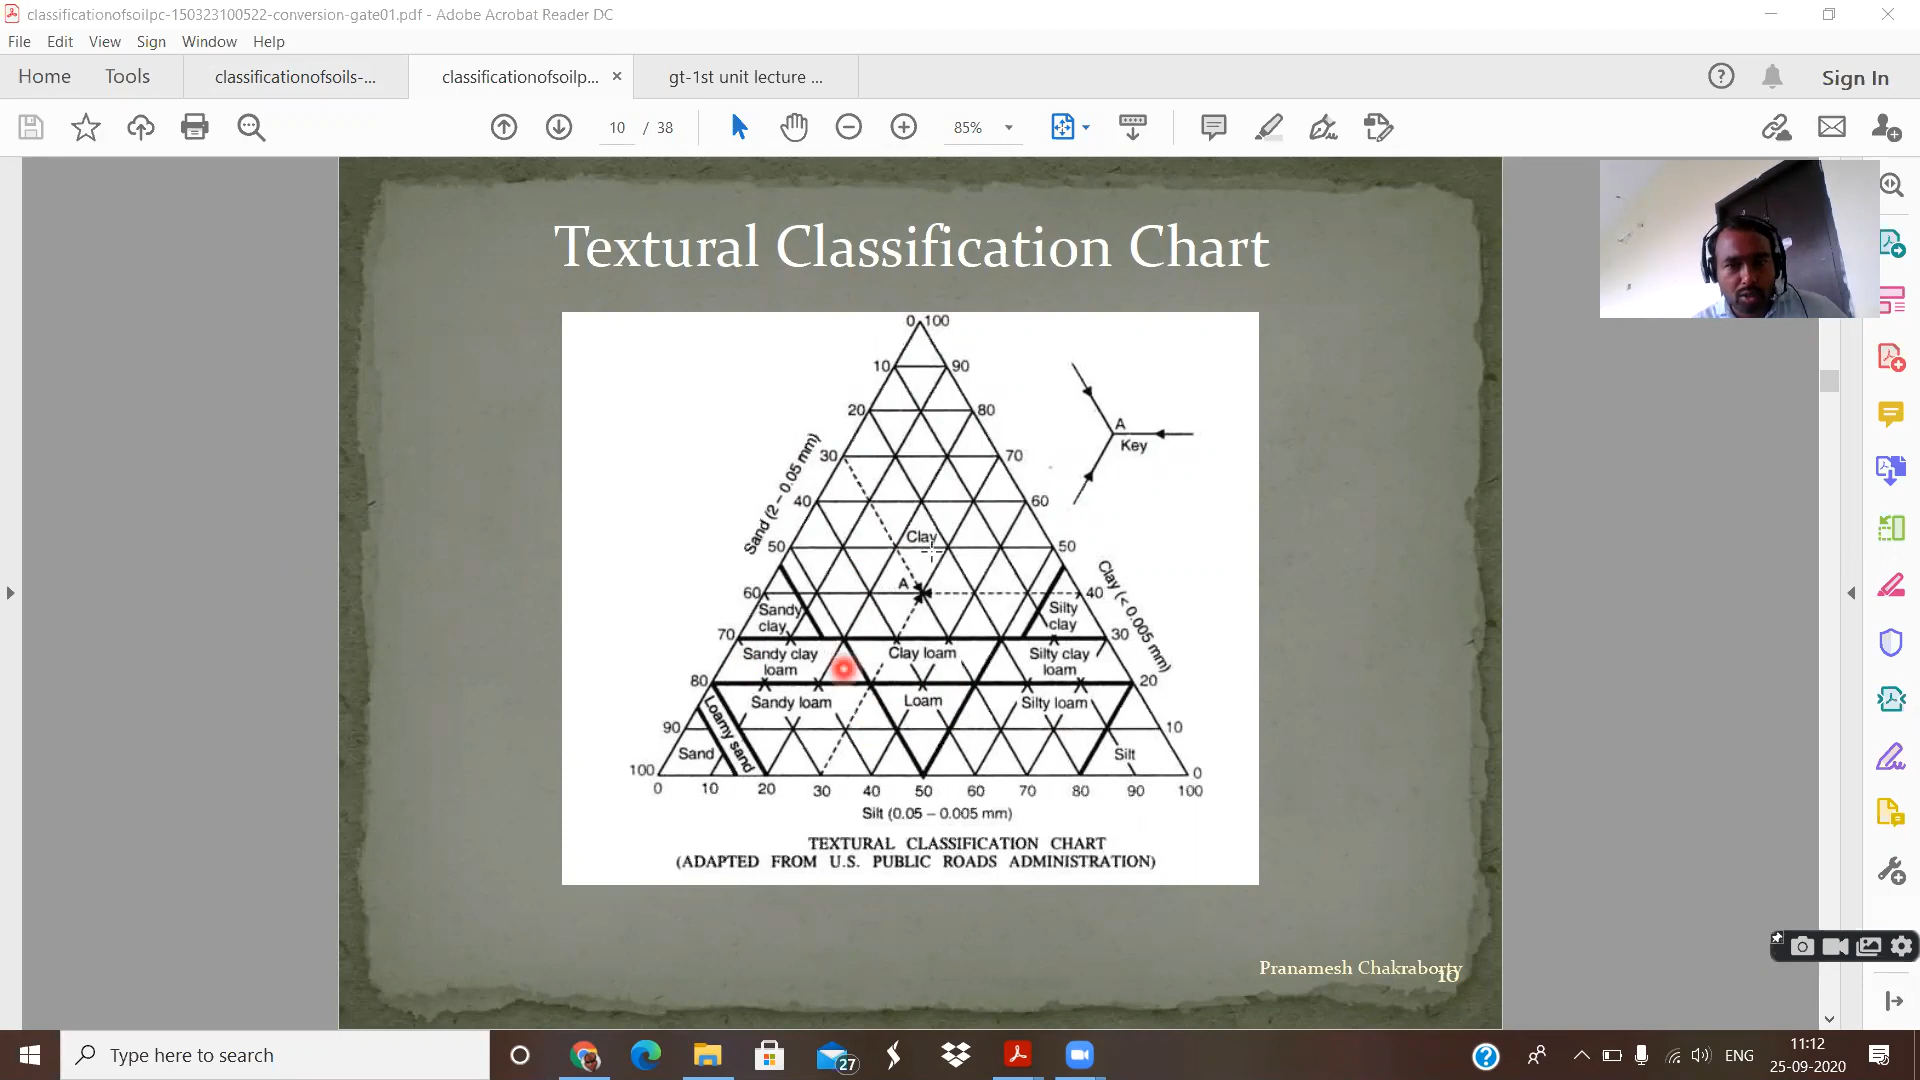 classificationofsoilpc-150323100522-conversion-gate01.pdf - Adobe Acrobat Reader DC
File Edit View Sign Window Help
Home Tools classificationofsoils-... classificationofsoilp... × gt-1st unit lecture ... Sign In
10 / 38 85%
Textural Classification Chart
0 100
10 90
20 80
30 70
40 60
50 50
60 40
70 30
80 20
90 10
100 0
Sand (2 – 0.05 mm)
Clay (< 0.005 mm)
A
Key
Clay
A
Sandy clay
Silty clay
Sandy clay loam
Clay loam
Silty clay loam
Sandy loam
Loam
Silty loam
Loamy sand
Sand
Silt
0 10 20 30 40 50 60 70 80 90 100
Silt (0.05 – 0.005 mm)
TEXTURAL CLASSIFICATION CHART
(ADAPTED FROM U.S. PUBLIC ROADS ADMINISTRATION)
Pranamesh Chakraborty
10
Type here to search
27
ENG
11:12
25-09-2020